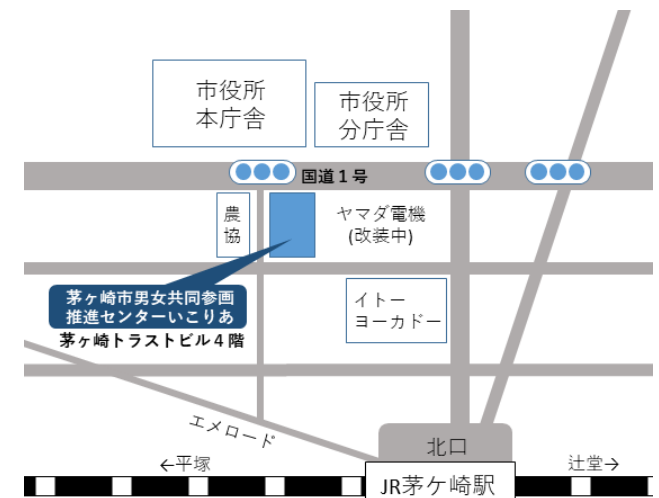 市役所
本庁舎
市役所
分庁舎
国道１号
農
協
ヤマダ電機
(改装中)
茅ヶ崎市男女共同参画
推進センターいこりあ
茅ヶ崎トラストビル４階
イトー
ヨーカドー
エメロード
北口
←平塚
辻堂→
JR茅ケ崎駅